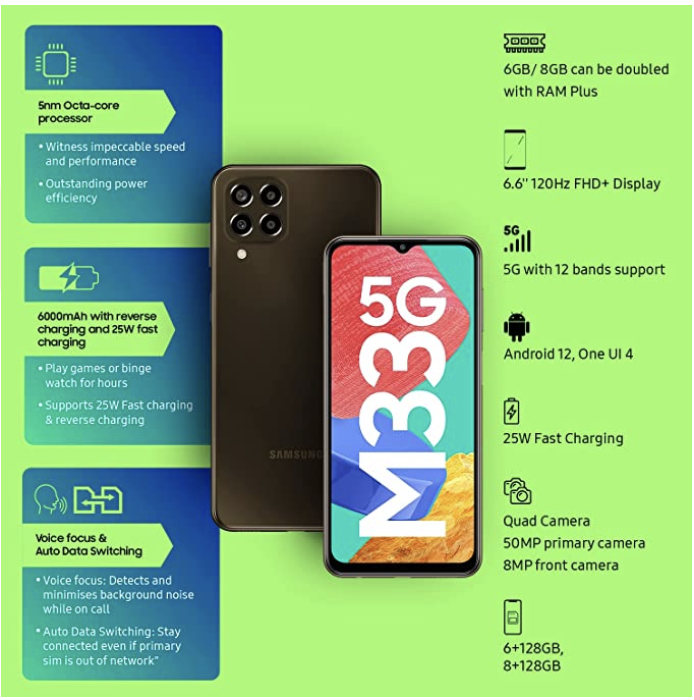 5nm Octa-core
processor
• Witness impeccable speed
and performance
• Outstanding power
efficiency
6000mAh with reverse
charging and 25W fast
charging
• Play games or binge
watch for hours
• Supports 25W Fast charging
& reverse charging
Voice focus &
Auto Data Switching
• Voice focus: Detects and
minimises background noise
while on call
• Auto Data Switching: Stay
connected even if primary
sim is out of network"
SAMSUNG
M33 5G
6GB/ 8GB can be doubled
with RAM Plus
6.6" 120Hz FHD+ Display
5G
5G with 12 bands support
Android 12, One UI 4
25W Fast Charging
Quad Camera
50MP primary camera
8MP front camera
6+128GB,
8+128GB